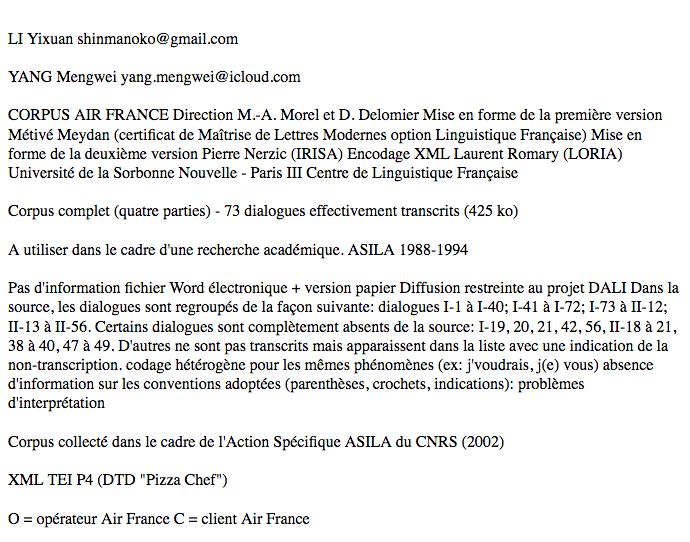 LI Yixuan shinmanoko@gmail.com
YANG Mengwei yang.mengwei@icloud.com
CORPUS AIR FRANCE Direction M.-A. Morel et D. Delomier Mise en forme de la première version
Métivé Meydan (certificat de Maîtrise de Lettres Modernes option Linguistique Française) Mise en
forme de la deuxième version Pierre Nerzic (IRISA) Encodage XML Laurent Romary (LORIA)
Université de la Sorbonne Nouvelle - Paris III Centre de Linguistique Française
Corpus complet (quatre parties) - 73 dialogues effectivement transcrits (425 ko)
A utiliser dans le cadre d'une recherche académique. ASILA 1988-1994
Pas d'information fichier Word électronique + version papier Diffusion restreinte au projet DALI Dans la
source, les dialogues sont regroupés de la façon suivante: dialogues I-1 à I-40; I-41 à I-72; I-73 à II-12;
II-13 à II-56. Certains dialogues sont complètement absents de la source: I-19, 20, 21, 42, 56, II-18 à 21,
38 à 40, 47 à 49. D'autres ne sont pas transcrits mais apparaissent dans la liste avec une indication de la
non-transcription. codage hétérogène pour les mêmes phénomènes (ex: j'voudrais, j(e) vous) absence
d'information sur les conventions adoptées (parenthèses, crochets, indications): problèmes
d'interprétation
Corpus collecté dans le cadre de l'Action Spécifique ASILA du CNRS (2002)
XML TEI P4 (DTD "Pizza Chef")
O = opérateur Air France C = client Air France